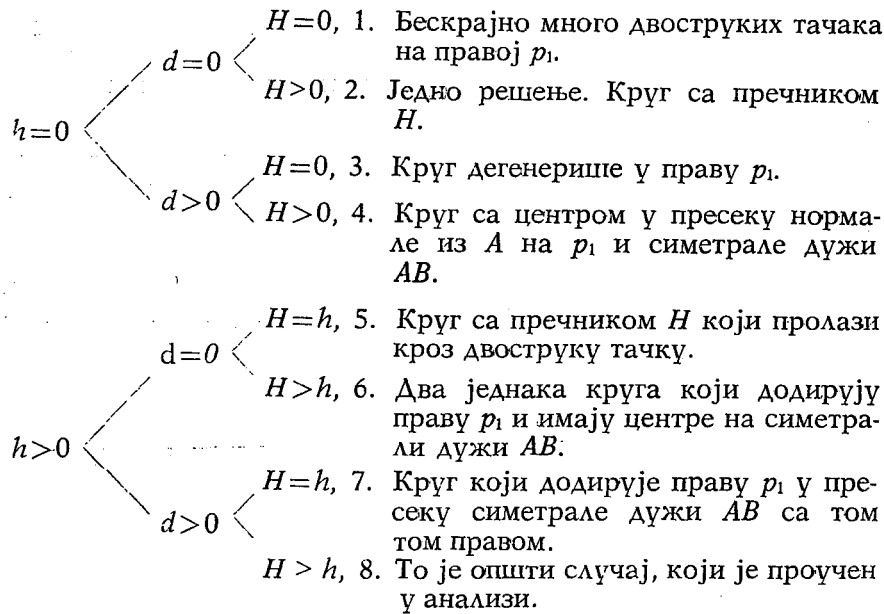 H=0, 1. Бескрајно много двоструких тачака
на правој p₁.
d=0
H>0, 2. Једно решење. Круг са пречником
H.
h=0
H=0, 3. Круг дегенерише у праву p₁.
d>0
H>0, 4. Круг са центром у пресеку норма-
ле из A на p₁ и симетрале дужи
AB.
H=h, 5. Круг са пречником H који пролази
кроз двоструку тачку.
d=0
H>h, 6. Два једнака круга који додирују
праву p₁ и имају центре на симетра-
ли дужи AB.
h>0
H=h, 7. Круг који додирује праву p₁ у пре-
секу симетрале дужи AB са том
том правом.
d>0
H > h, 8. То је општи случај, који је проучен
у анализи.